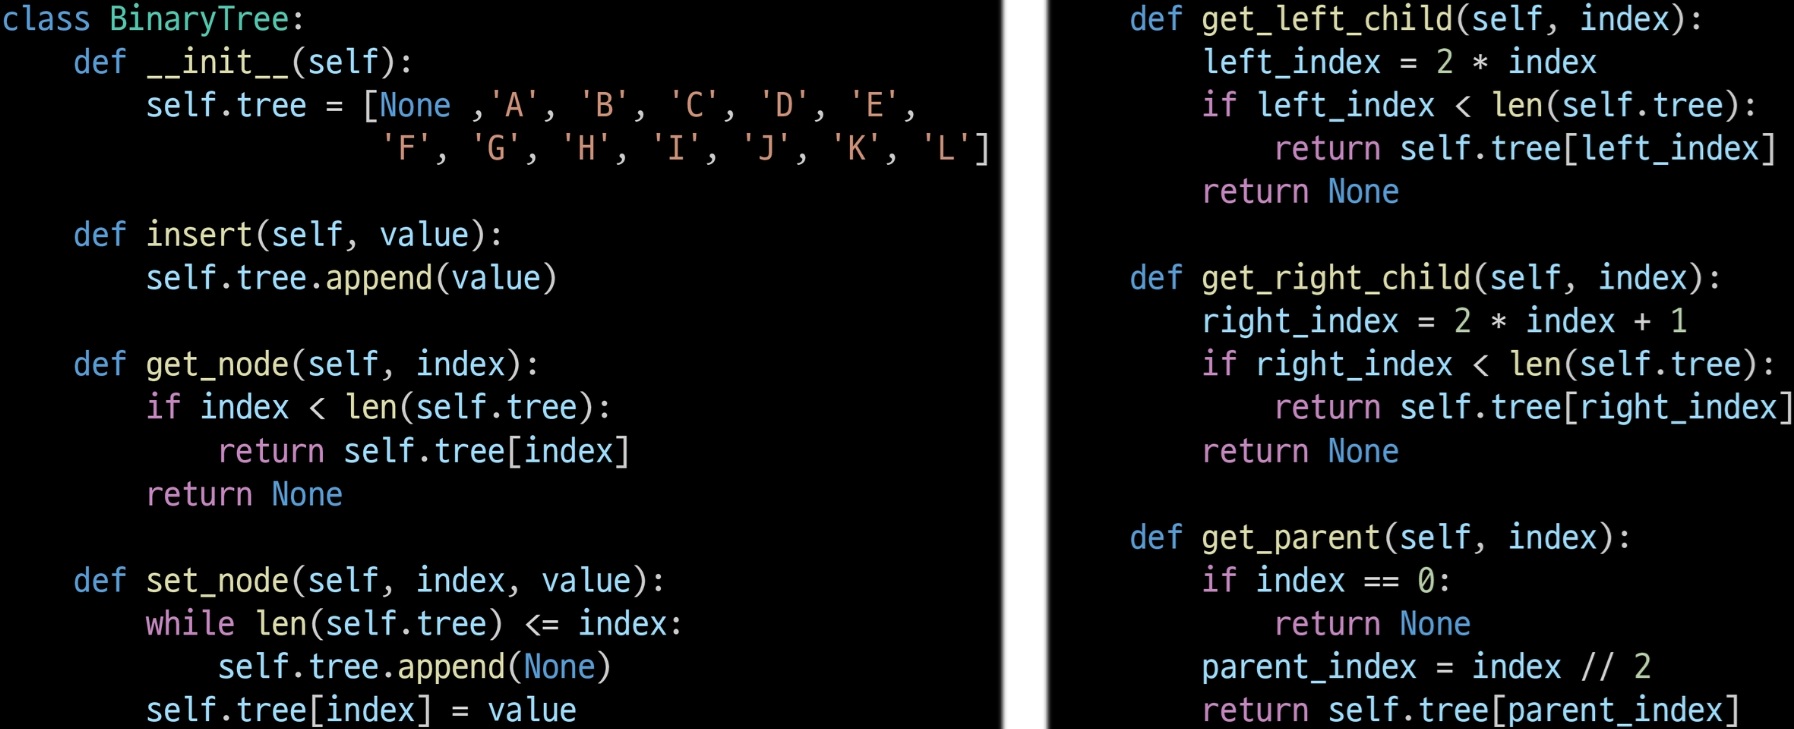 class BinaryTree:
    def __init__(self):
        self.tree = [None ,'A', 'B', 'C', 'D', 'E',
                     'F', 'G', 'H', 'I', 'J', 'K', 'L']

    def insert(self, value):
        self.tree.append(value)

    def get_node(self, index):
        if index < len(self.tree):
            return self.tree[index]
        return None

    def set_node(self, index, value):
        while len(self.tree) <= index:
            self.tree.append(None)
        self.tree[index] = value

    def get_left_child(self, index):
        left_index = 2 * index
        if left_index < len(self.tree):
            return self.tree[left_index]
        return None

    def get_right_child(self, index):
        right_index = 2 * index + 1
        if right_index < len(self.tree):
            return self.tree[right_index]
        return None

    def get_parent(self, index):
        if index == 0:
            return None
        parent_index = index // 2
        return self.tree[parent_index]